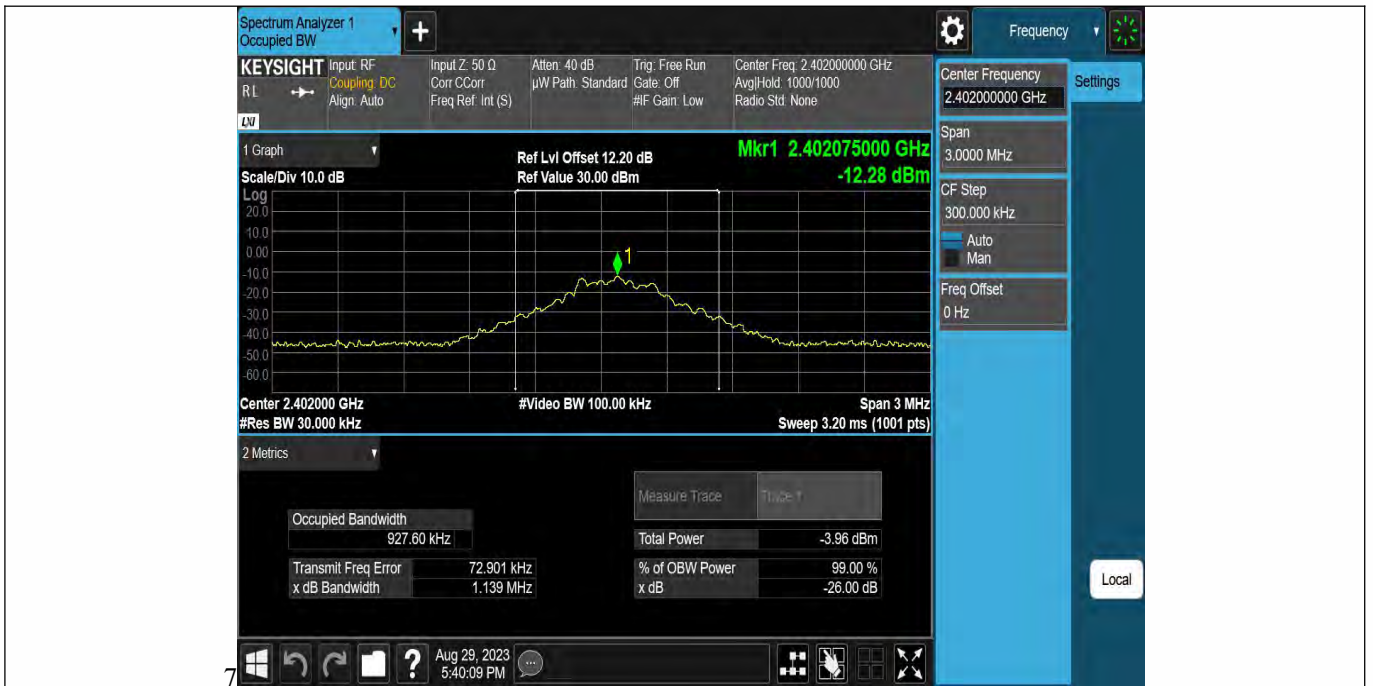 Spectrum Analyzer 1
Occupied BW
+
Frequency
KEYSIGHT
RL
LXI
Input: RF
Coupling: DC
Align: Auto
Input Z: 50 Ω
Corr CCorr
Freq Ref: Int (S)
Atten: 40 dB
µW Path: Standard
Trig: Free Run
Gate: Off
#IF Gain: Low
Center Freq: 2.402000000 GHz
Avg|Hold: 1000/1000
Radio Std: None
Center Frequency
2.402000000 GHz
Settings
Span
3.0000 MHz
CF Step
300.000 kHz
Auto
Man
Freq Offset
0 Hz
Local
1 Graph
Scale/Div 10.0 dB
Ref Lvl Offset 12.20 dB
Ref Value 30.00 dBm
Mkr1 2.402075000 GHz
-12.28 dBm
Log
20.0
10.0
0.00
-10.0
-20.0
-30.0
-40.0
-50.0
-60.0
1
Center 2.402000 GHz
#Res BW 30.000 kHz
#Video BW 100.00 kHz
Span 3 MHz
Sweep 3.20 ms (1001 pts)
2 Metrics
Measure Trace Trace 1
Occupied Bandwidth
927.60 kHz
Total Power -3.96 dBm
Transmit Freq Error 72.901 kHz
% of OBW Power 99.00 %
x dB Bandwidth 1.139 MHz
x dB -26.00 dB
7
?
Aug 29, 2023
5:40:09 PM